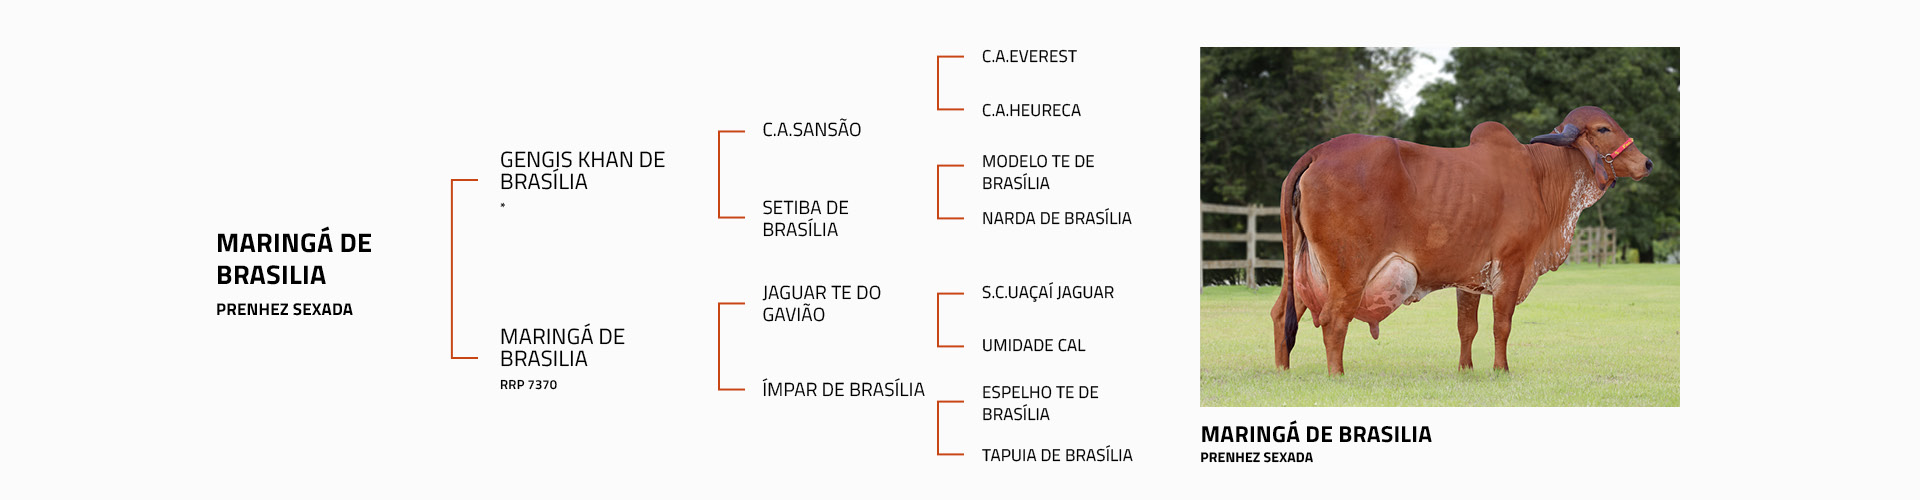 MARINGÁ DE
BRASILIA
PRENHEZ SEXADA
GENGIS KHAN DE
BRASÍLIA
*
MARINGÁ DE
BRASILIA
RRP 7370
C.A.SANSÃO
SETIBA DE
BRASÍLIA
JAGUAR TE DO
GAVIÃO
ÍMPAR DE BRASÍLIA
C.A.EVEREST
C.A.HEURECA
MODELO TE DE
BRASÍLIA
NARDA DE BRASÍLIA
S.C.UAÇAÍ JAGUAR
UMIDADE CAL
ESPELHO TE DE
BRASÍLIA
TAPUIA DE BRASÍLIA
MARINGÁ DE BRASILIA
PRENHEZ SEXADA